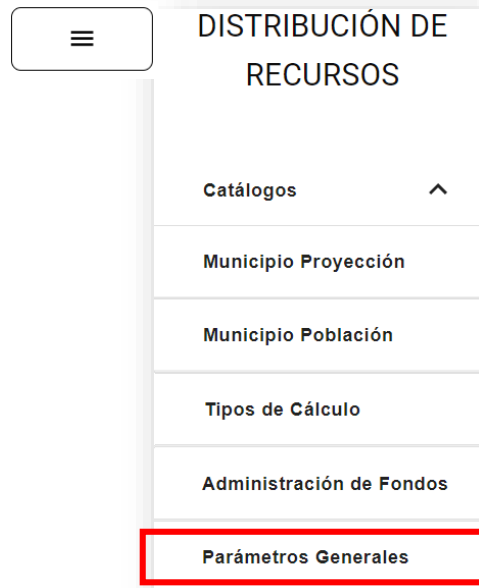 DISTRIBUCIÓN DE
RECURSOS
Catálogos
Municipio Proyección
Municipio Población
Tipos de Cálculo
Administración de Fondos
Parámetros Generales